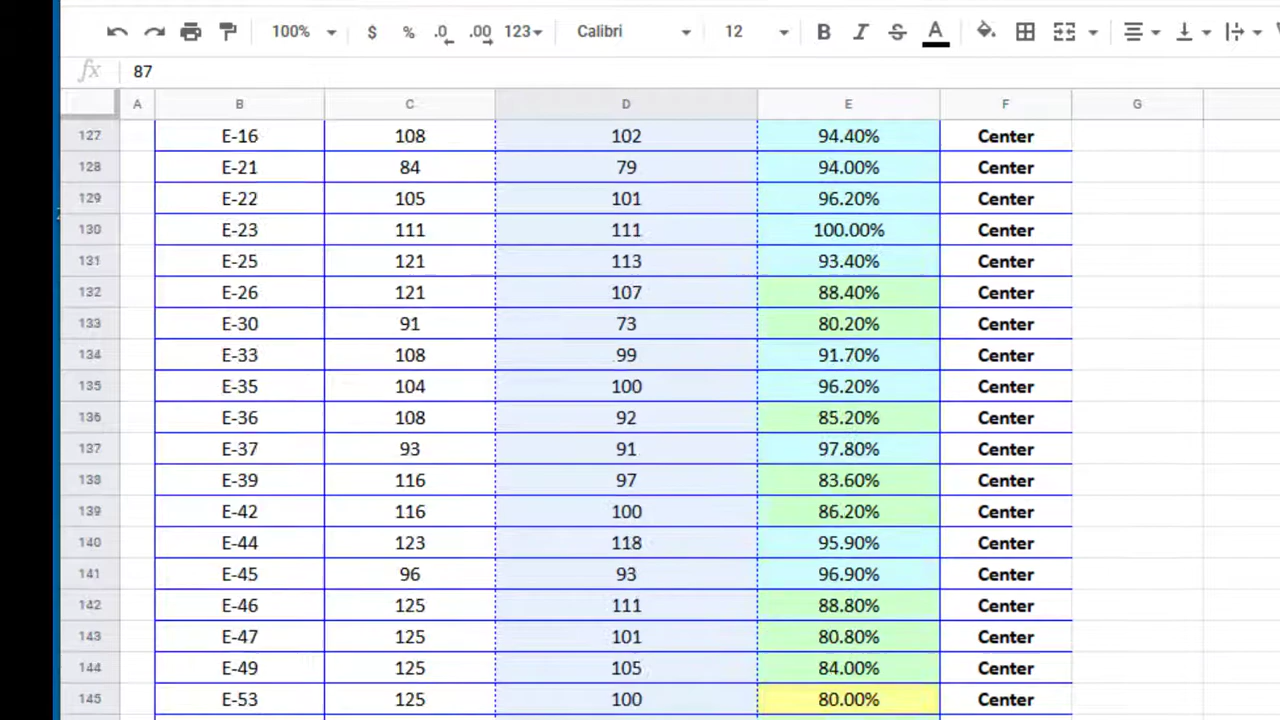 100% $ % .0 .00 123 Calibri 12 B I S A
fx 87
A B C D E F G
127 E-16 108 102 94.40% Center
128 E-21 84 79 94.00% Center
129 E-22 105 101 96.20% Center
130 E-23 111 111 100.00% Center
131 E-25 121 113 93.40% Center
132 E-26 121 107 88.40% Center
133 E-30 91 73 80.20% Center
134 E-33 108 99 91.70% Center
135 E-35 104 100 96.20% Center
136 E-36 108 92 85.20% Center
137 E-37 93 91 97.80% Center
138 E-39 116 97 83.60% Center
139 E-42 116 100 86.20% Center
140 E-44 123 118 95.90% Center
141 E-45 96 93 96.90% Center
142 E-46 125 111 88.80% Center
143 E-47 125 101 80.80% Center
144 E-49 125 105 84.00% Center
145 E-53 125 100 80.00% Center